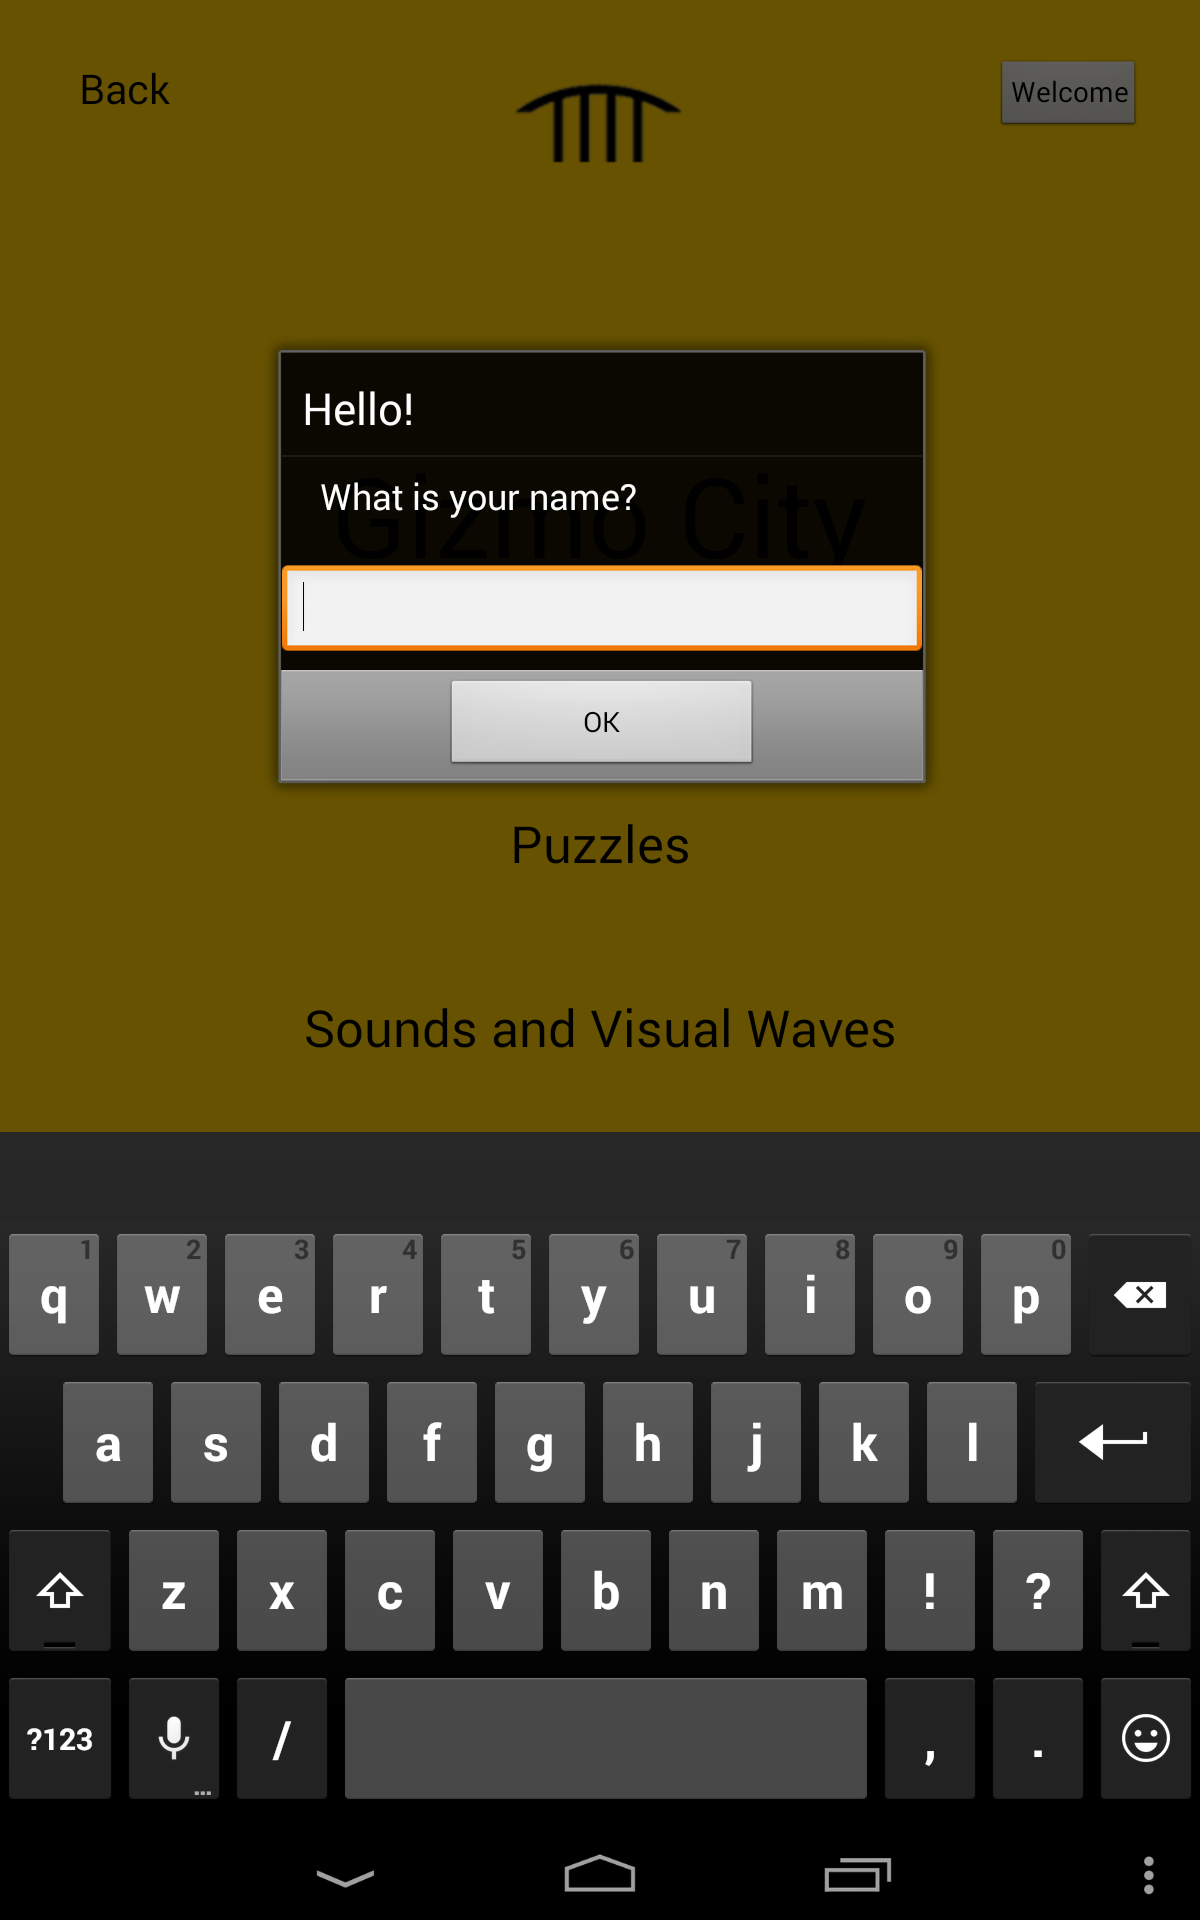 Back
Welcome
Hello!
What is your name?
Gizmo City
OK
Puzzles
Sounds and Visual Waves
1 2 3 4 5 6 7 8 9 0
q w e r t y u i o p
a s d f g h j k l
z x c v b n m ! ?
?123 / , .